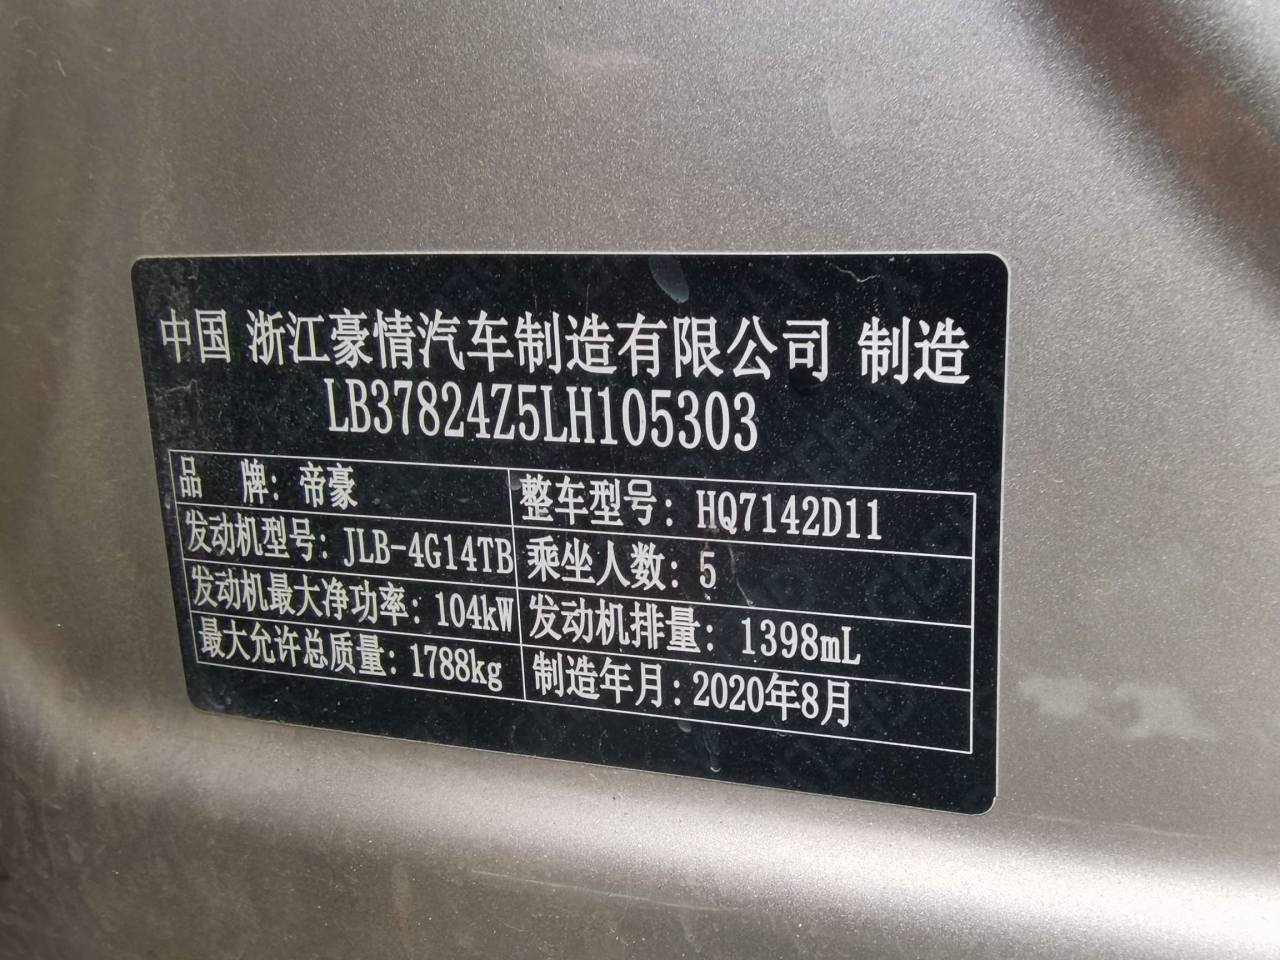 中国 浙江豪情汽车制造有限公司 制造
LB37824Z5LH105303
品 牌: 帝豪 整车型号: HQ7142D11
发动机型号: JLB-4G14TB 乘坐人数: 5
发动机最大净功率: 104kW 发动机排量: 1398mL
最大允许总质量: 1788kg 制造年月: 2020年8月